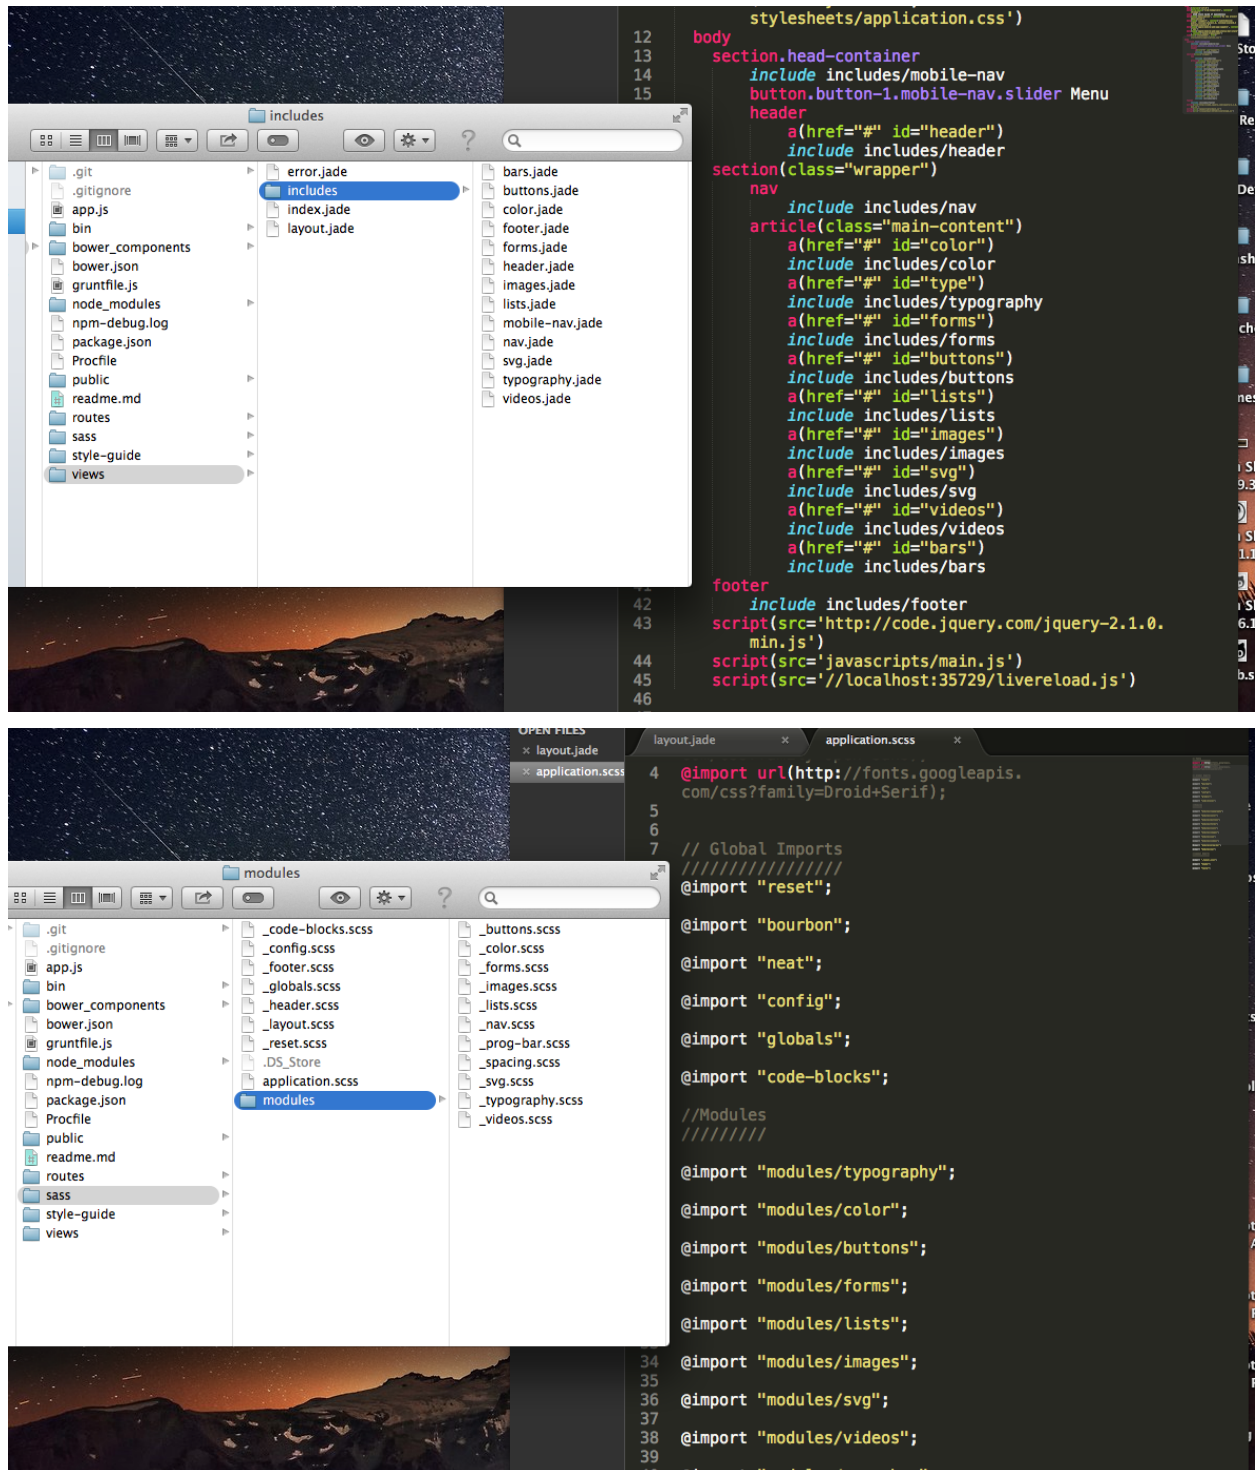 stylesheets/application.css')
12 body
13 section.head-container
14 include includes/mobile-nav
15 button.button-1.mobile-nav.slider Menu
header
a(href="#" id="header")
include includes/header
section(class="wrapper")
nav
include includes/nav
article(class="main-content")
a(href="#" id="color")
include includes/color
a(href="#" id="type")
include includes/typography
a(href="#" id="forms")
include includes/forms
a(href="#" id="buttons")
include includes/buttons
a(href="#" id="lists")
include includes/lists
a(href="#" id="images")
include includes/images
a(href="#" id="svg")
include includes/svg
a(href="#" id="videos")
include includes/videos
a(href="#" id="bars")
include includes/bars
footer
42 include includes/footer
43 script(src='http://code.jquery.com/jquery-2.1.0.
min.js')
44 script(src='javascripts/main.js')
45 script(src='//localhost:35729/livereload.js')
46
includes
.git
.gitignore
app.js
bin
bower_components
bower.json
gruntfile.js
node_modules
npm-debug.log
package.json
Procfile
public
readme.md
routes
sass
style-guide
views
error.jade
includes
index.jade
layout.jade
bars.jade
buttons.jade
color.jade
footer.jade
forms.jade
header.jade
images.jade
lists.jade
mobile-nav.jade
nav.jade
svg.jade
typography.jade
videos.jade
OPEN FILES
× layout.jade
× application.scss
layout.jade ×
application.scss ×
4 @import url(http://fonts.googleapis.
com/css?family=Droid+Serif);
5
6
7 // Global Imports
/////////////////
@import "reset";
@import "bourbon";
@import "neat";
@import "config";
@import "globals";
@import "code-blocks";
//Modules
/////////
@import "modules/typography";
@import "modules/color";
@import "modules/buttons";
@import "modules/forms";
@import "modules/lists";
34 @import "modules/images";
35
36 @import "modules/svg";
37
38 @import "modules/videos";
39
modules
.git
.gitignore
app.js
bin
bower_components
bower.json
gruntfile.js
node_modules
npm-debug.log
package.json
Procfile
public
readme.md
routes
sass
style-guide
views
_code-blocks.scss
_config.scss
_footer.scss
_globals.scss
_header.scss
_layout.scss
_reset.scss
.DS_Store
application.scss
modules
_buttons.scss
_color.scss
_forms.scss
_images.scss
_lists.scss
_nav.scss
_prog-bar.scss
_spacing.scss
_svg.scss
_typography.scss
_videos.scss